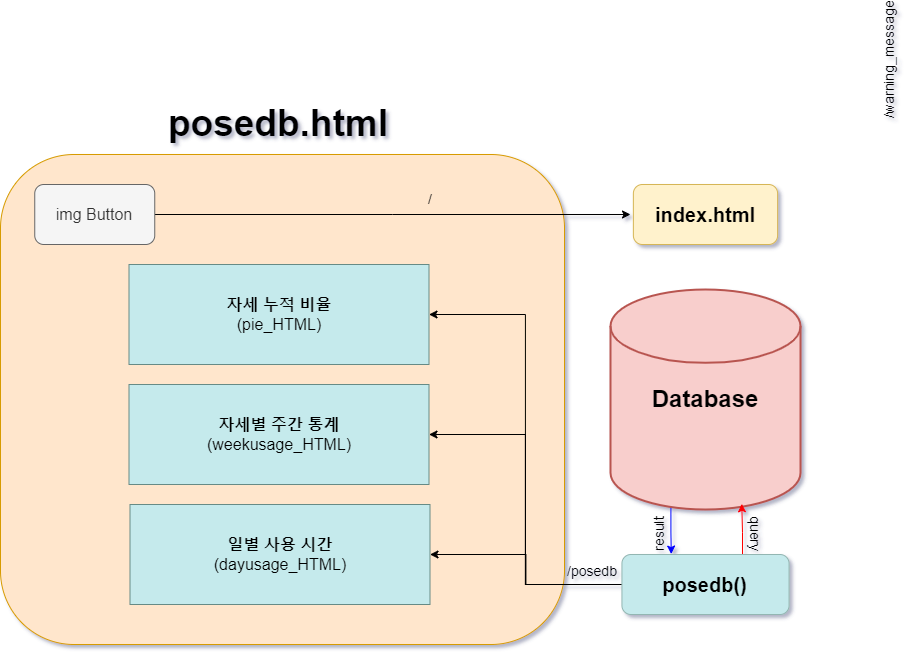 /warning_message
posedb.html
img Button
/
index.html
자세 누적 비율
(pie_HTML)
Database
자세별 주간 통계
(weekusage_HTML)
result
query
일별 사용 시간
(dayusage_HTML)
/posedb
posedb()